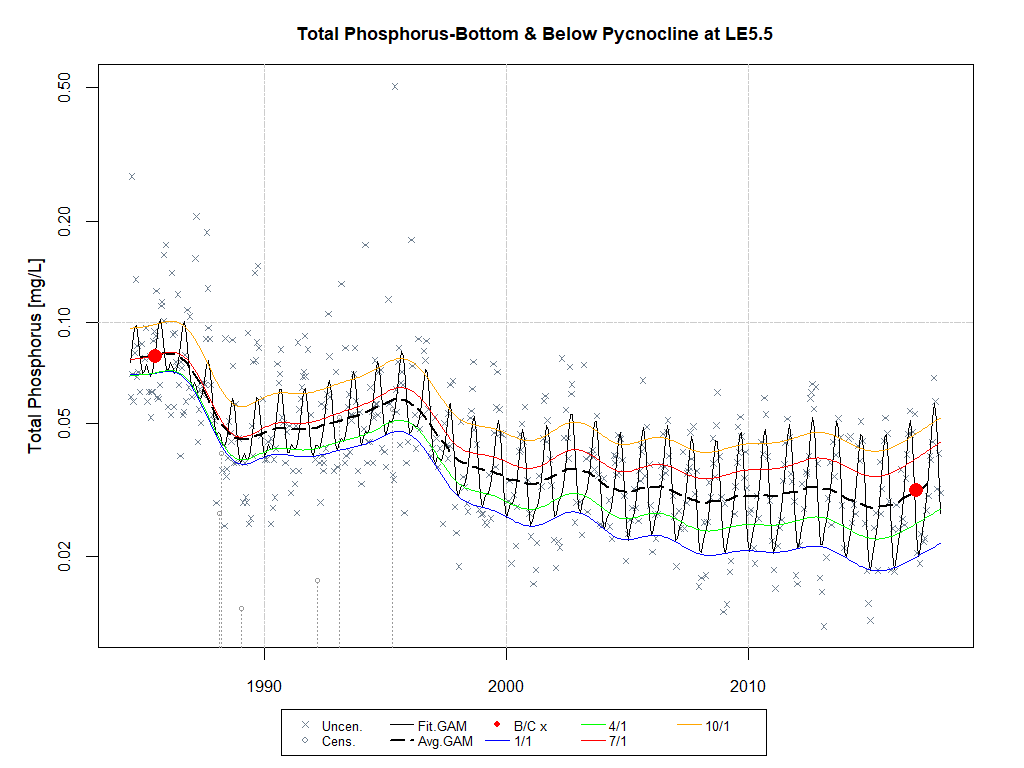 Total Phosphorus-Bottom & Below Pycnocline at LE5.5
Total Phosphorus [mg/L]
0.50
0.20
0.10
0.05
0.02
1990 2000 2010
Uncen. Fit.GAM B/C x 4/1 10/1
Cens. Avg.GAM 1/1 7/1